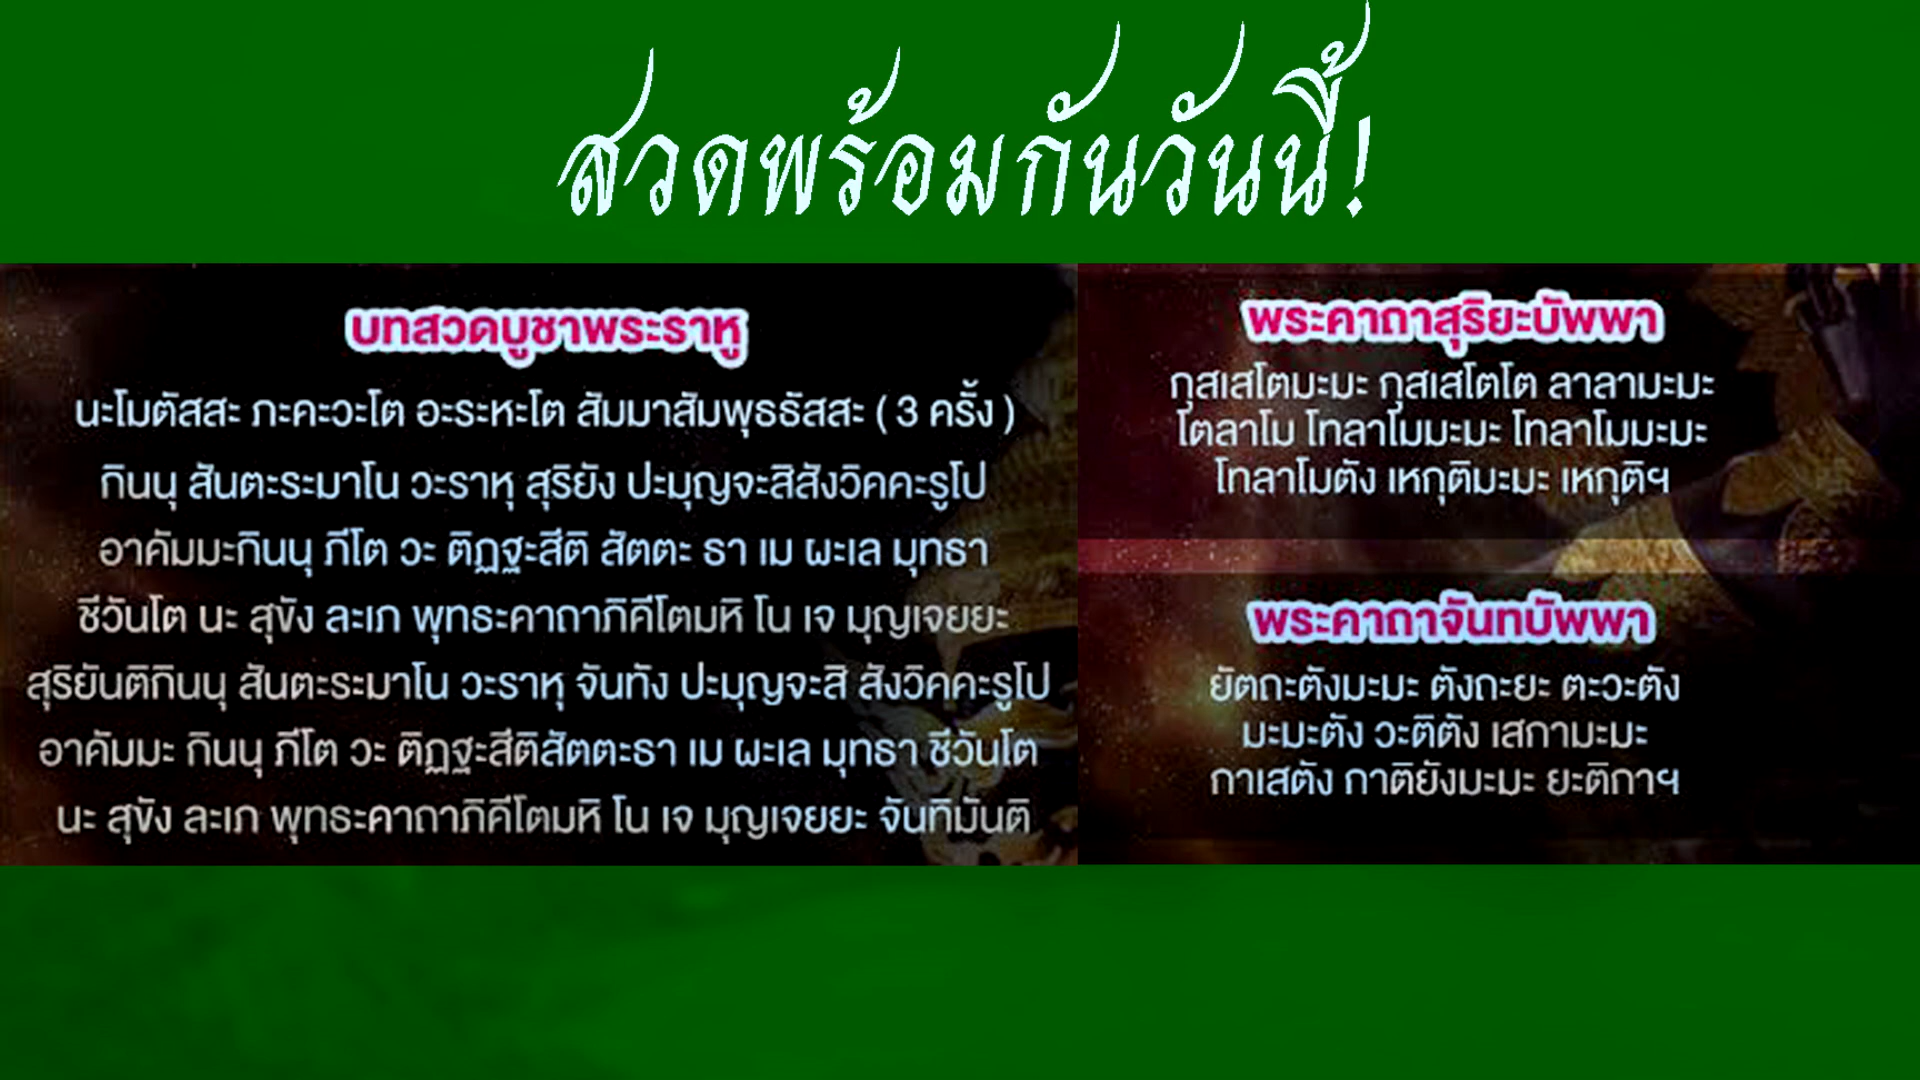 สวดพร้อมกันวันนี้!
บทสวดบูชาพระราหู
นะโมตัสสะ ภะคะวะโต อะระหะโต สัมมาสัมพุธธัสสะ ( 3 ครั้ง )
กินนุ สันตะระมาโน วะราหุ สุริยัง ปะมุญจะสิสังวิคคะรูโป
อาคัมมะกินนุ ภีโต วะ ติฏฐะสีติ สัตตะ ธา เม ผะเล มุทธา
ชีวันโต นะ สุขัง ละเภ พุทธะคาถาภิคีโตมหิ โน เจ มุญเจยยะ
สุริยันติกินนุ สันตะระมาโน วะราหุ จันทัง ปะมุญจะสิ สังวิคคะรูโป
อาคัมมะ กินนุ ภีโต วะ ติฏฐะสีติสัตตะธา เม ผะเล มุทธา ชีวันโต
นะ สุขัง ละเภ พุทธะคาถาภิคีโตมหิ โน เจ มุญเจยยะ จันทิมันติ
พระคาถาสุริยะบัพพา
กุสเสโตมะมะ กุสเสโตโต ลาลามะมะ
โตลาโม โทลาโมมะมะ โทลาโมมะมะ
โทลาโมตัง เหกุติมะมะ เหกุติฯ
พระคาถาจันทบัพพา
ยัตถะตังมะมะ ตังถะยะ ตะวะตัง
มะมะตัง วะติตัง เสกามะมะ
กาเสตัง กาติยังมะมะ ยะติกาฯ